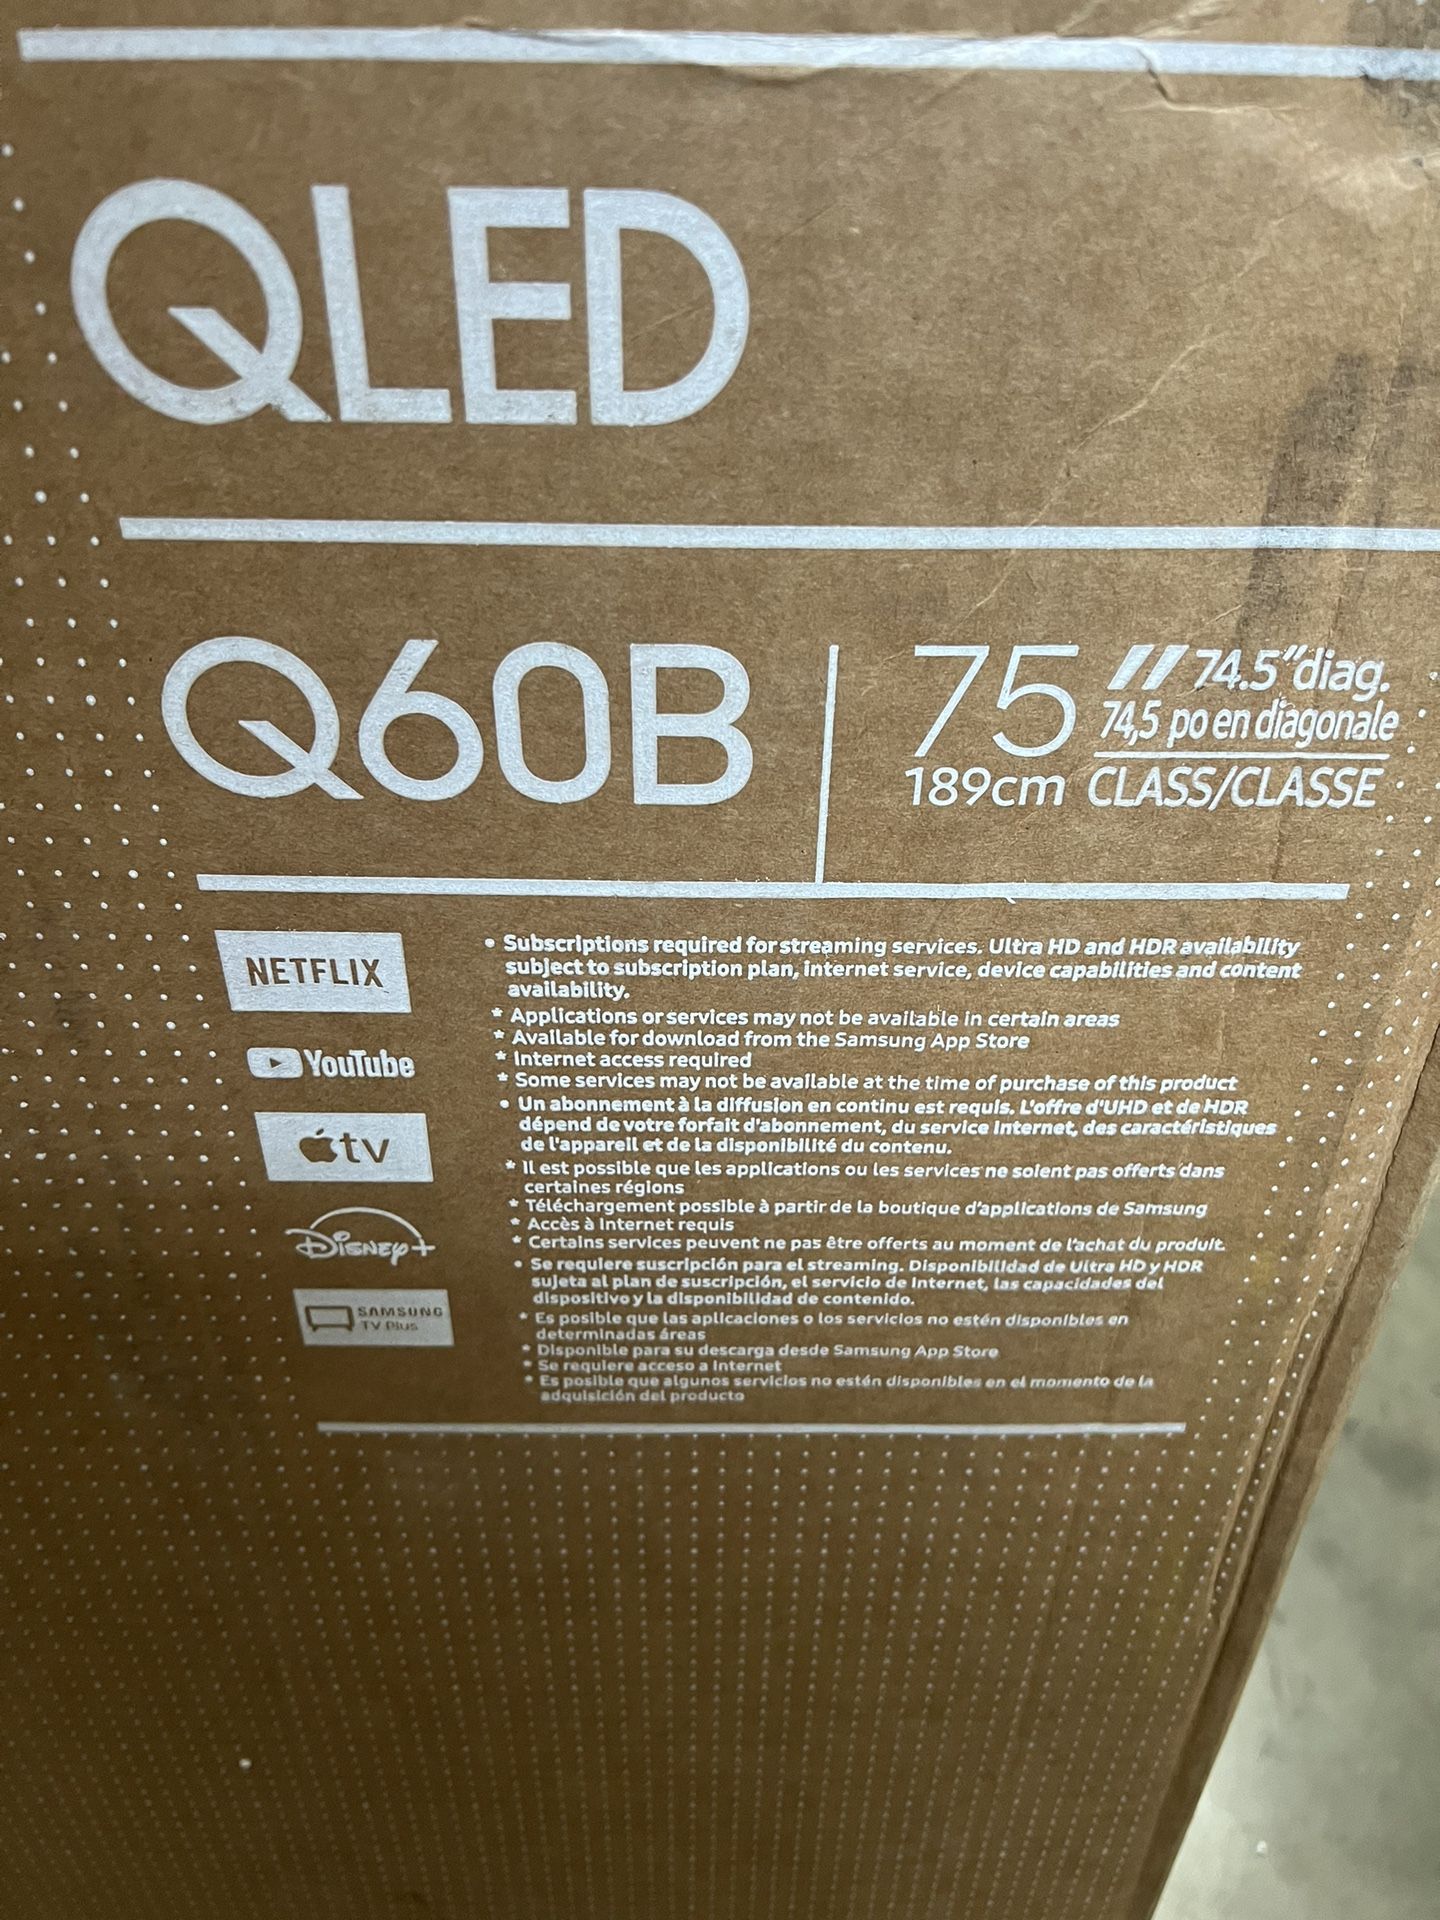 QLED
Q60B
75" 74.5"diag.
74,5 po en diagonale
189cm CLASS/CLASSE
NETFLIX
YouTube
tv
Disney+
SAMSUNG
TV Plus
• Subscriptions required for streaming services. Ultra HD and HDR availability
subject to subscription plan, internet service, device capabilities and content
availability.
* Applications or services may not be available in certain areas
* Available for download from the Samsung App Store
* Internet access required
* Some services may not be available at the time of purchase of this product
• Un abonnement à la diffusion en continu est requis. L'offre d'UHD et de HDR
dépend de votre forfait d'abonnement, du service Internet, des caractéristiques
de l'appareil et de la disponibilité du contenu.
* Il est possible que les applications ou les services ne soient pas offerts dans
certaines régions
* Téléchargement possible à partir de la boutique d'applications de Samsung
* Accès à Internet requis
* Certains services peuvent ne pas être offerts au moment de l'achat du produit.
• Se requiere suscripción para el streaming. Disponibilidad de Ultra HD y HDR
sujeta al plan de suscripción, el servicio de Internet, las capacidades del
dispositivo y la disponibilidad de contenido.
* Es posible que las aplicaciones o los servicios no estén disponibles en
determinadas áreas
* Disponible para su descarga desde Samsung App Store
* Se requiere acceso a Internet
* Es posible que algunos servicios no estén disponibles en el momento de la
adquisición del producto